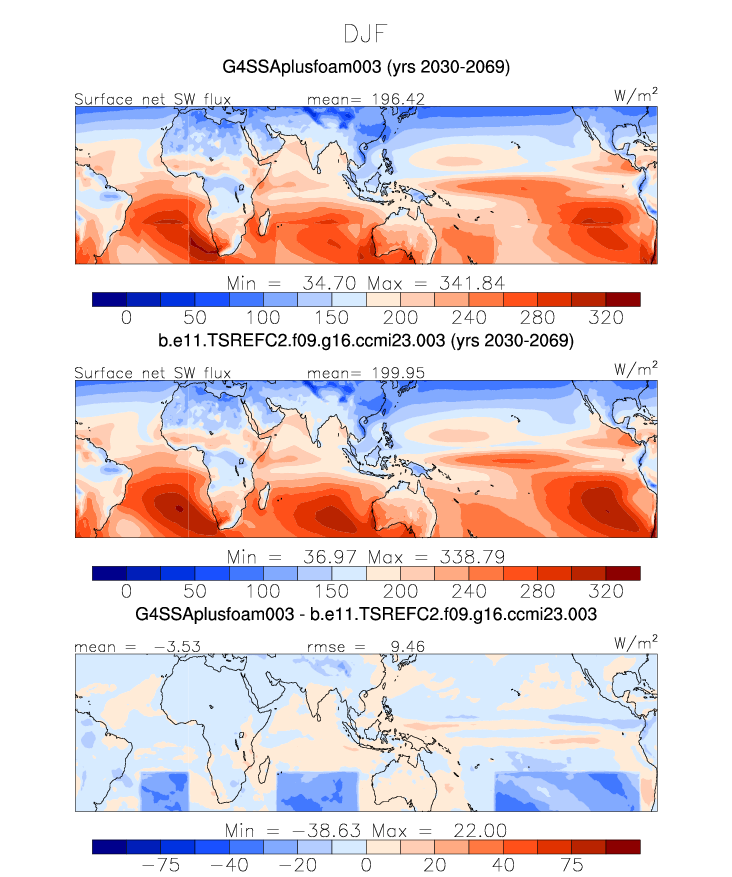 DJF
G4SSAplusfoam003 (yrs 2030-2069)
Surface net SW flux mean= 196.42 W/m²
Min = 34.70 Max = 341.84
0 50 100 150 200 240 280 320
b.e11.TSREFC2.f09.g16.ccmi23.003 (yrs 2030-2069)
Surface net SW flux mean= 199.95 W/m²
Min = 36.97 Max = 338.79
0 50 100 150 200 240 280 320
G4SSAplusfoam003 - b.e11.TSREFC2.f09.g16.ccmi23.003
mean = -3.53 rmse = 9.46 W/m²
Min = -38.63 Max = 22.00
-75 -40 -20 0 20 40 75